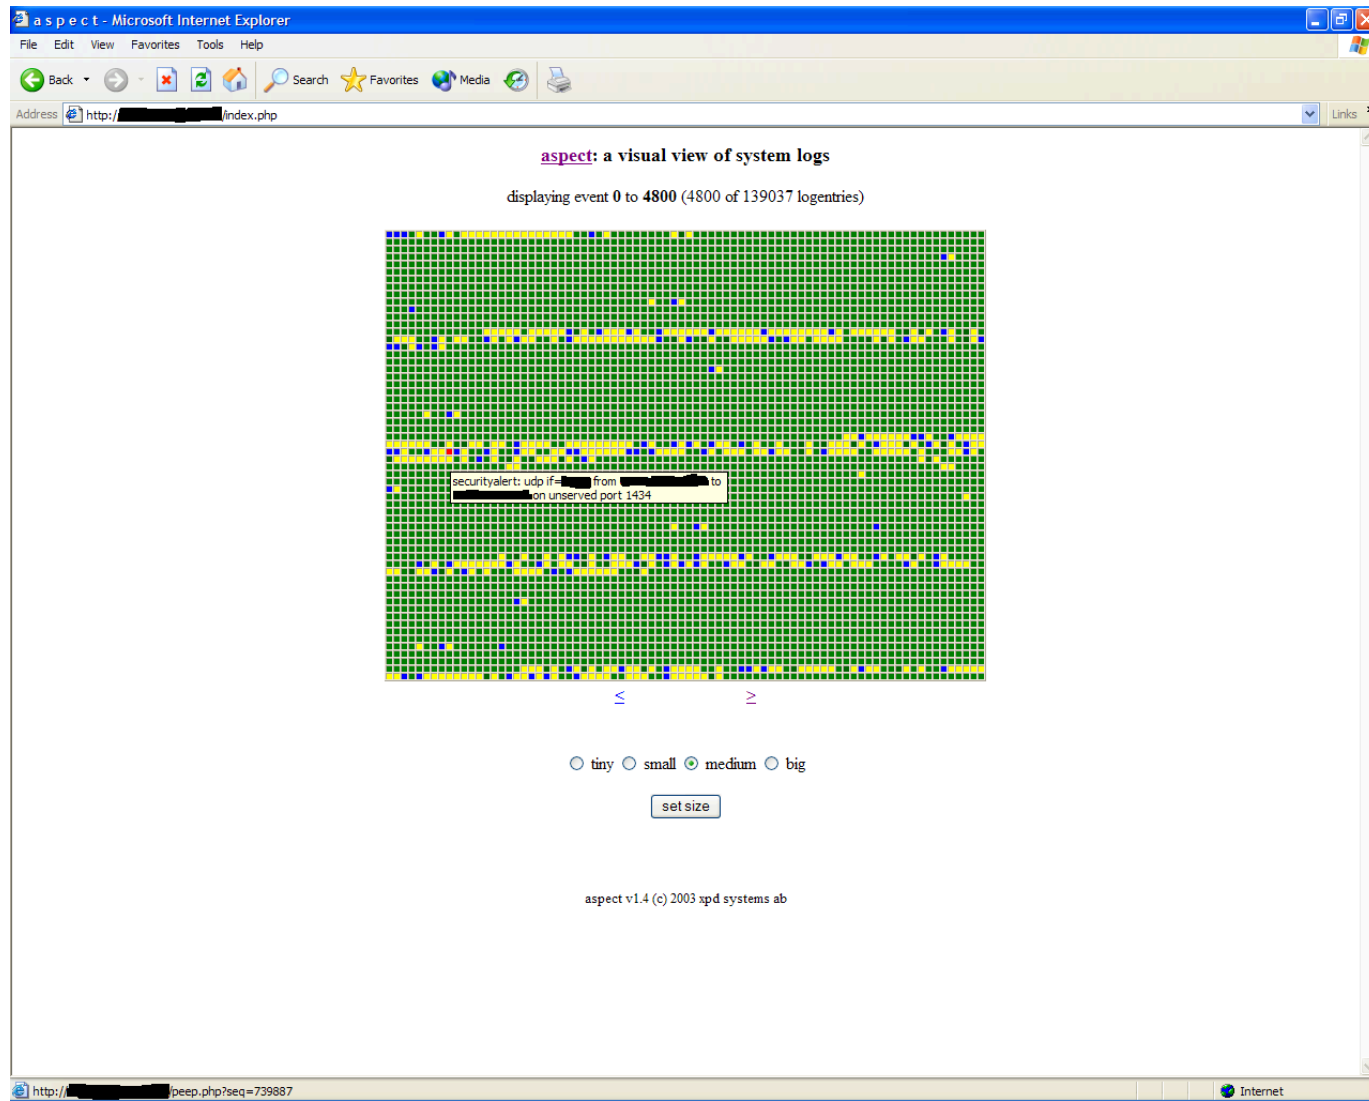 a s p e c t - Microsoft Internet Explorer
File Edit View Favorites Tools Help
Back Search Favorites Media
Address http:/ /index.php Links
aspect: a visual view of system logs
displaying event 0 to 4800 (4800 of 139037 logentries)
securityalert: udp if= from to
on unserved port 1434
≤ ≥
tiny small medium big
set size
aspect v1.4 (c) 2003 xpd systems ab
http:// /peep.php?seq=739887 Internet